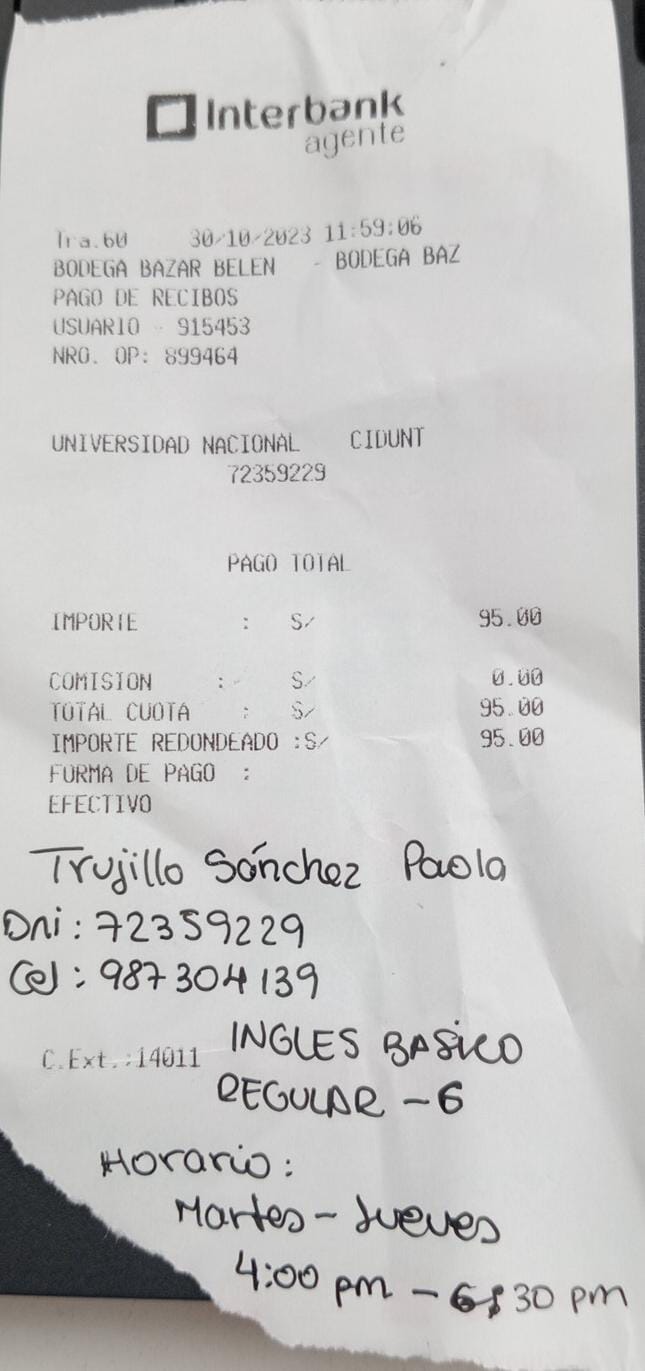 Interbank
agente
Tra.60 30/10/2023 11:59:06
BODEGA BAZAR BELEN - BODEGA BAZ
PAGO DE RECIBOS
USUARIO - 915453
NRO. OP: 899464
UNIVERSIDAD NACIONAL CIDUNT
72359229
PAGO TOTAL
IMPORTE : S/ 95.00
COMISION : S/ 0.00
TOTAL CUOTA : S/ 95.00
IMPORTE REDONDEADO :S/ 95.00
FORMA DE PAGO :
EFECTIVO
Trujillo Sánchez Paola
Dni : 72359229
Cel : 987304139
INGLES BASICO
C.Ext.:14011
REGULAR - 6
Horario :
Martes - Jueves
4:00 pm - 6:30 pm